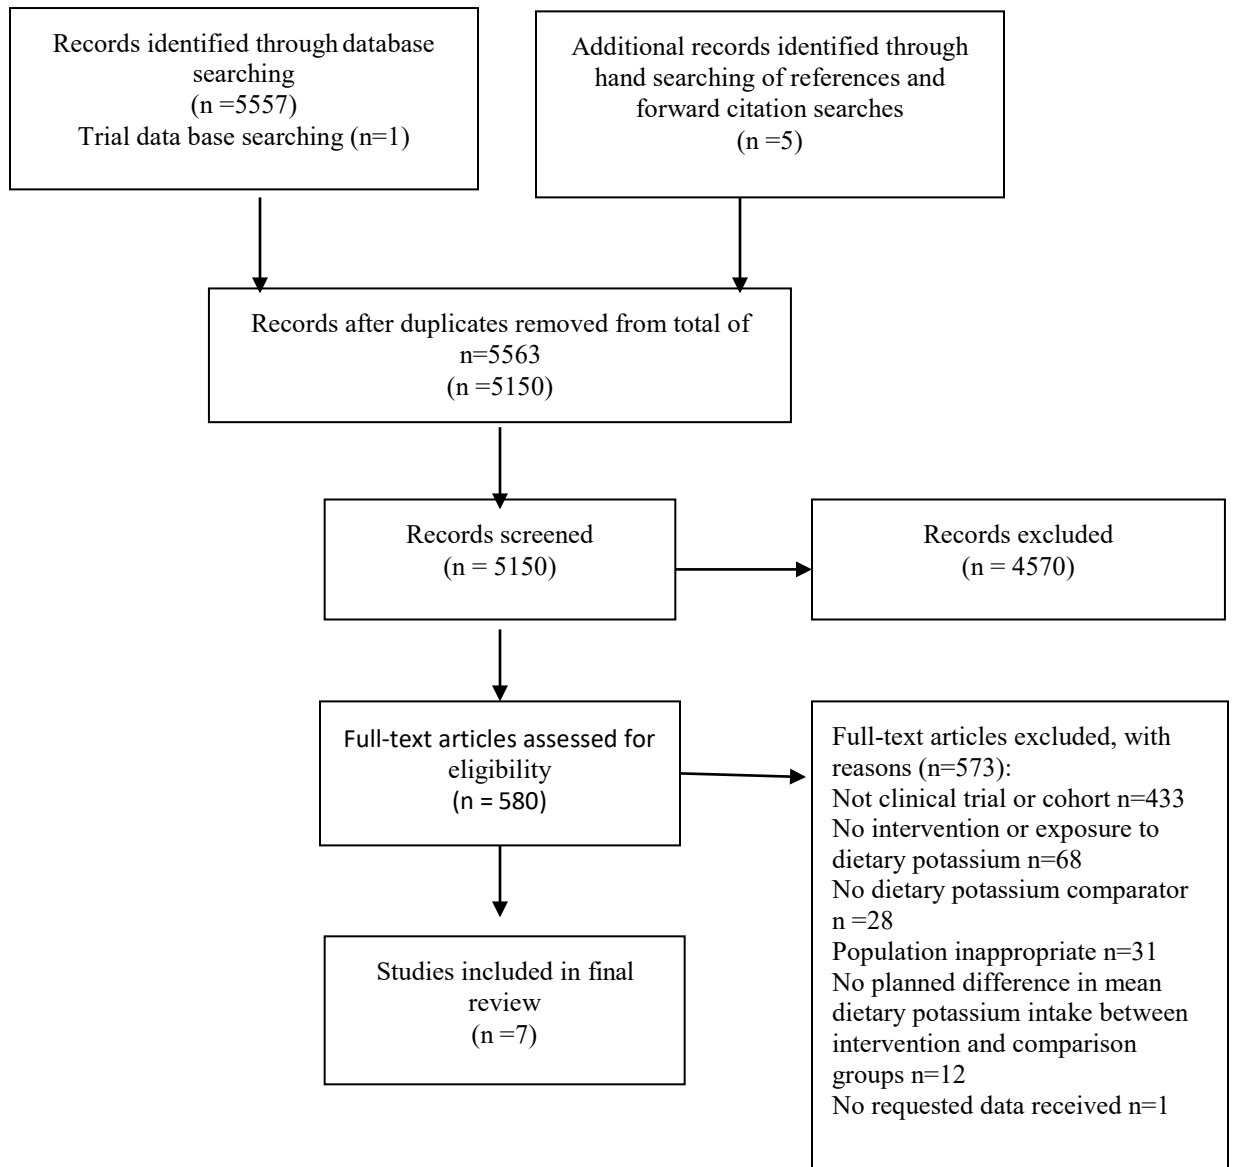 Records identified through database
searching
(n =5557)
Trial data base searching (n=1)
Additional records identified through
hand searching of references and
forward citation searches
(n =5)
Records after duplicates removed from total of
n=5563
(n =5150)
Records screened
(n = 5150)
Records excluded
(n = 4570)
Full-text articles assessed for
eligibility
(n = 580)
Full-text articles excluded, with
reasons (n=573):
Not clinical trial or cohort n=433
No intervention or exposure to
dietary potassium n=68
No dietary potassium comparator
n =28
Population inappropriate n=31
No planned difference in mean
dietary potassium intake between
intervention and comparison
groups n=12
No requested data received n=1
Studies included in final
review
(n =7)